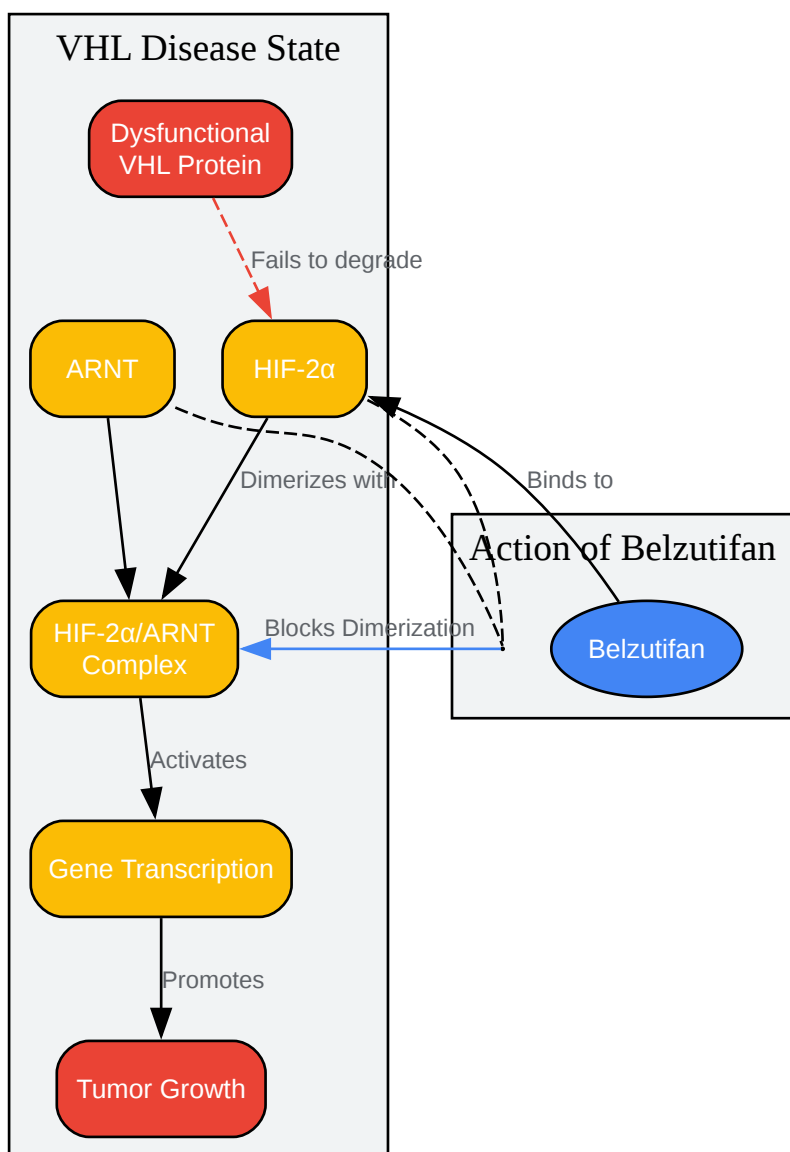 VHL Disease State
Dysfunctional
VHL Protein
Fails to degrade
ARNT
HIF-2α
Dimerizes with
Binds to
Action of Belzutifan
HIF-2α/ARNT
Complex
Blocks Dimerization
Belzutifan
Activates
Gene Transcription
Promotes
Tumor Growth